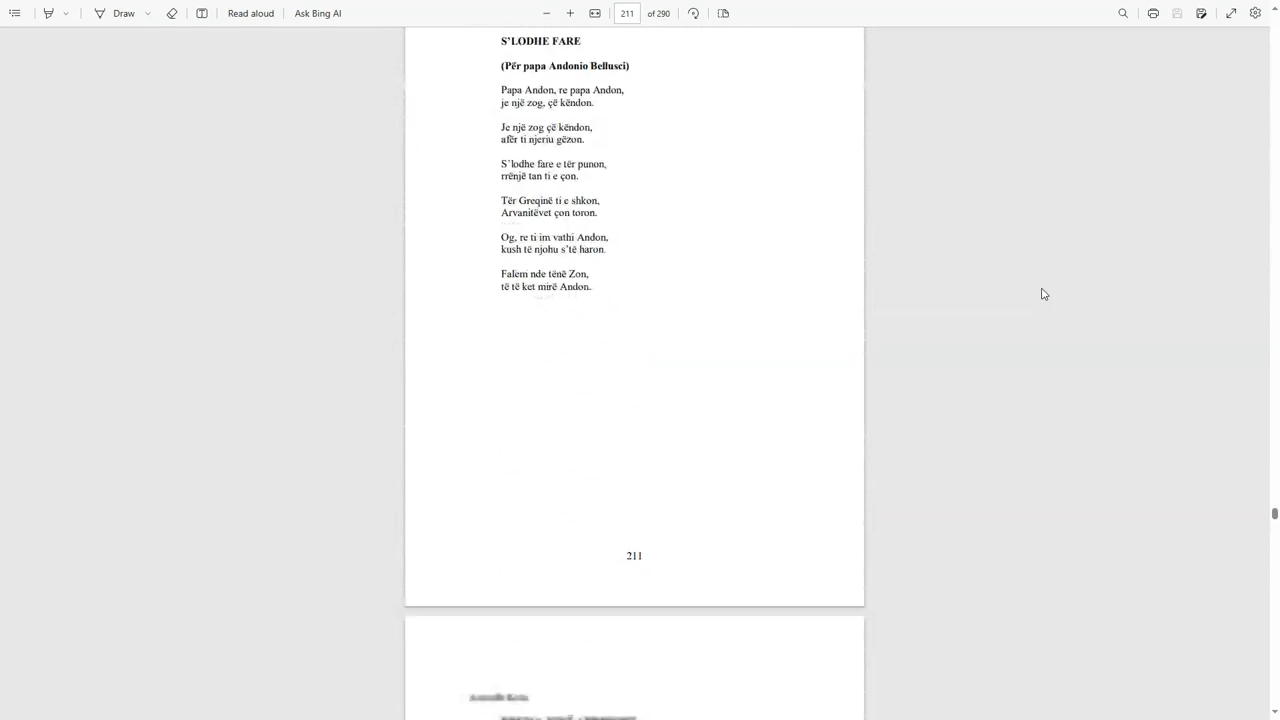 Draw
Read aloud
Ask Bing AI
211
of 290
S’LODHE FARE
(Për papa Andonio Bellusci)
Papa Andon, re papa Andon,
je një zog, çë këndon.
Je një zog çë këndon,
afër ti njeriu gëzon.
S’lodhe fare e tër punon,
rrënjë tan ti e çon.
Tër Greqinë ti e shkon,
Arvanitëvet çon toron.
Og, re ti im vathi Andon,
kush të njohu s’të haron.
Falem nde tënë Zon,
të të ket mirë Andon.
211